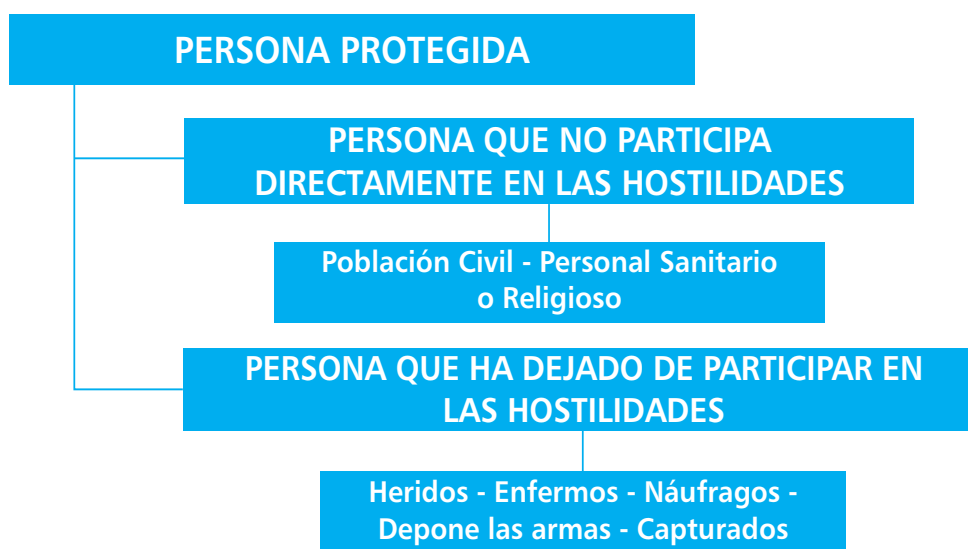 PERSONA PROTEGIDA
PERSONA QUE NO PARTICIPA
DIRECTAMENTE EN LAS HOSTILIDADES
Población Civil - Personal Sanitario
o Religioso
PERSONA QUE HA DEJADO DE PARTICIPAR EN
LAS HOSTILIDADES
Heridos - Enfermos - Náufragos -
Depone las armas - Capturados